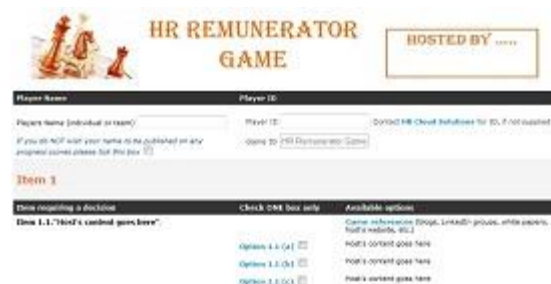 HR REMUNERATOR
GAME
HOSTED BY .....
Player Name
Player ID
Players Name (individual or team):
Player ID:
Contact HR Cloud Solutions for ID, if not supplied
If you do NOT wish your name to be published on any
progress scores please tick this box
Game ID: HR Remunerator Game
Item 1
Item requiring a decision
Check ONE box only
Available options
Item 1.1."Host's content goes here".
Game references (blogs, LinkedIn groups, white papers,
host's website, etc.)
Option 1.1 (a)
Host's content goes here
Option 1.1 (b)
Host's content goes here
Option 1.1 (c)
Host's content goes here